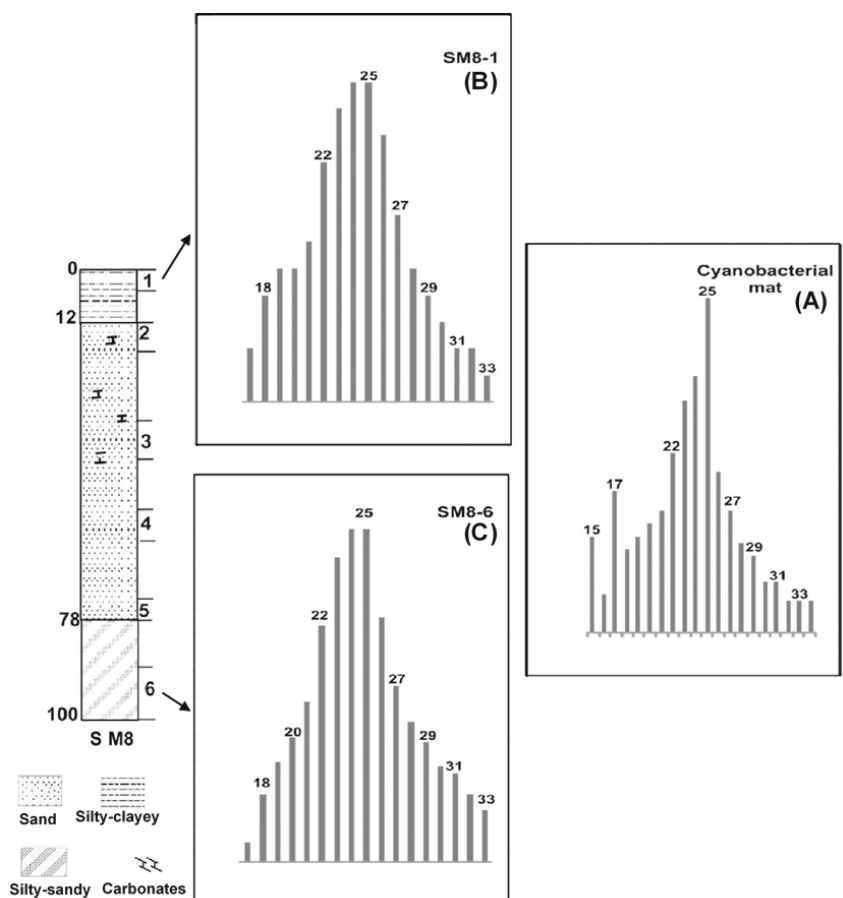 SM8-1
(B)
25
22
27
18
29
31
33
Cyanobacterial
mat
(A)
25
22
17
15
27
29
31
33
SM8-6
(C)
25
22
27
20
29
18
31
33
0
1
12
2
3
4
5
78
6
100
S M8
Sand
Silty-clayey
Silty-sandy
Carbonates